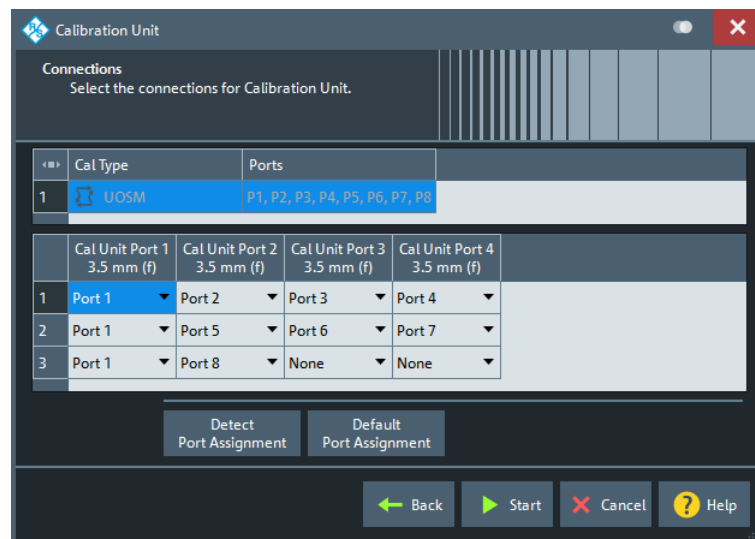 Calibration Unit
Connections
Select the connections for Calibration Unit.
Cal Type Ports
1 UOSM P1, P2, P3, P4, P5, P6, P7, P8
Cal Unit Port 1 Cal Unit Port 2 Cal Unit Port 3 Cal Unit Port 4
3.5 mm (f) 3.5 mm (f) 3.5 mm (f) 3.5 mm (f)
1 Port 1 Port 2 Port 3 Port 4
2 Port 1 Port 5 Port 6 Port 7
3 Port 1 Port 8 None None
Detect Default
Port Assignment Port Assignment
Back Start Cancel ? Help